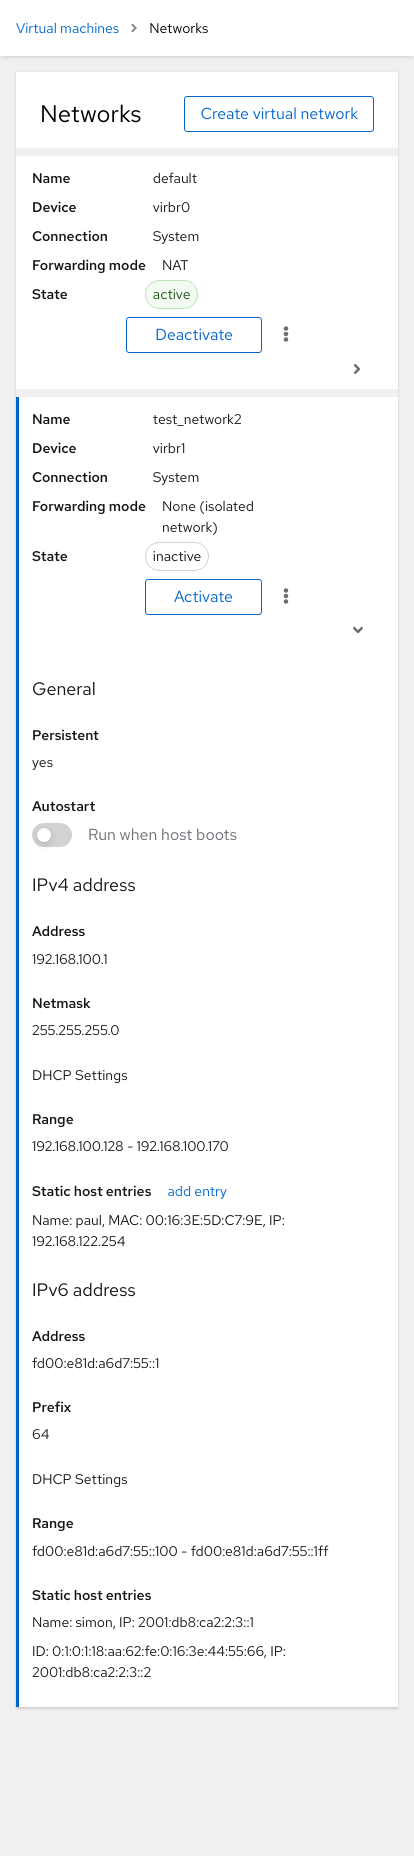 Virtual machines > Networks
Networks
Create virtual network
Name default
Device virbr0
Connection System
Forwarding mode NAT
State active
Deactivate
Name test_network2
Device virbr1
Connection System
Forwarding mode None (isolated
network)
State inactive
Activate
General
Persistent
yes
Autostart
Run when host boots
IPv4 address
Address
192.168.100.1
Netmask
255.255.255.0
DHCP Settings
Range
192.168.100.128 - 192.168.100.170
Static host entries add entry
Name: paul, MAC: 00:16:3E:5D:C7:9E, IP:
192.168.122.254
IPv6 address
Address
fd00:e81d:a6d7:55::1
Prefix
64
DHCP Settings
Range
fd00:e81d:a6d7:55::100 - fd00:e81d:a6d7:55::1ff
Static host entries
Name: simon, IP: 2001:db8:ca2:2:3::1
ID: 0:1:0:1:18:aa:62:fe:0:16:3e:44:55:66, IP:
2001:db8:ca2:2:3::2